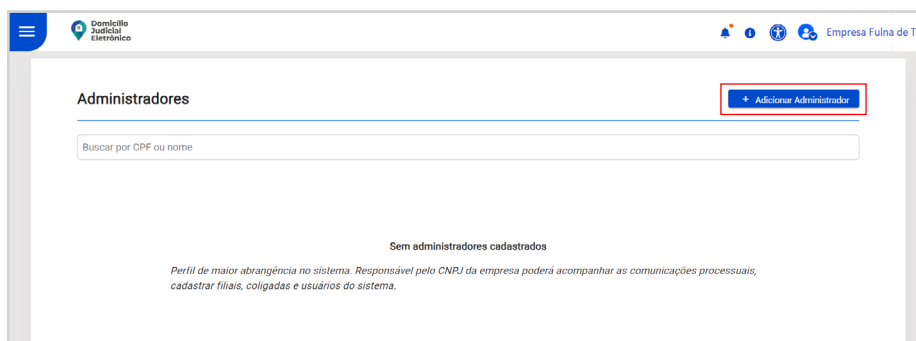 Domicílio
Judicial
Eletrônico
Empresa Fulna de T
Administradores
+ Adicionar Administrador
Buscar por CPF ou nome
Sem administradores cadastrados
Perfil de maior abrangência no sistema. Responsável pelo CNPJ da empresa poderá acompanhar as comunicações processuais,
cadastrar filiais, coligadas e usuários do sistema.